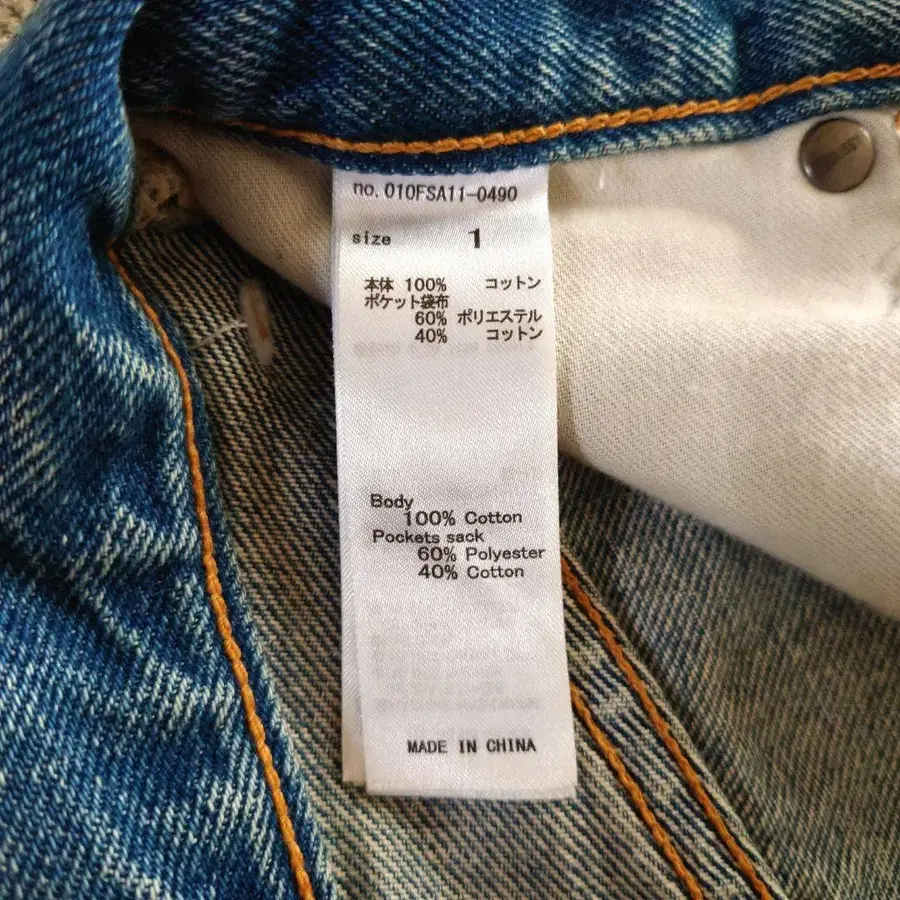 no. 010FSA11-0490
size 1
本体 100% コットン
ポケット袋布
60% ポリエステル
40% コットン
Body
100% Cotton
Pockets sack
60% Polyester
40% Cotton
MADE IN CHINA